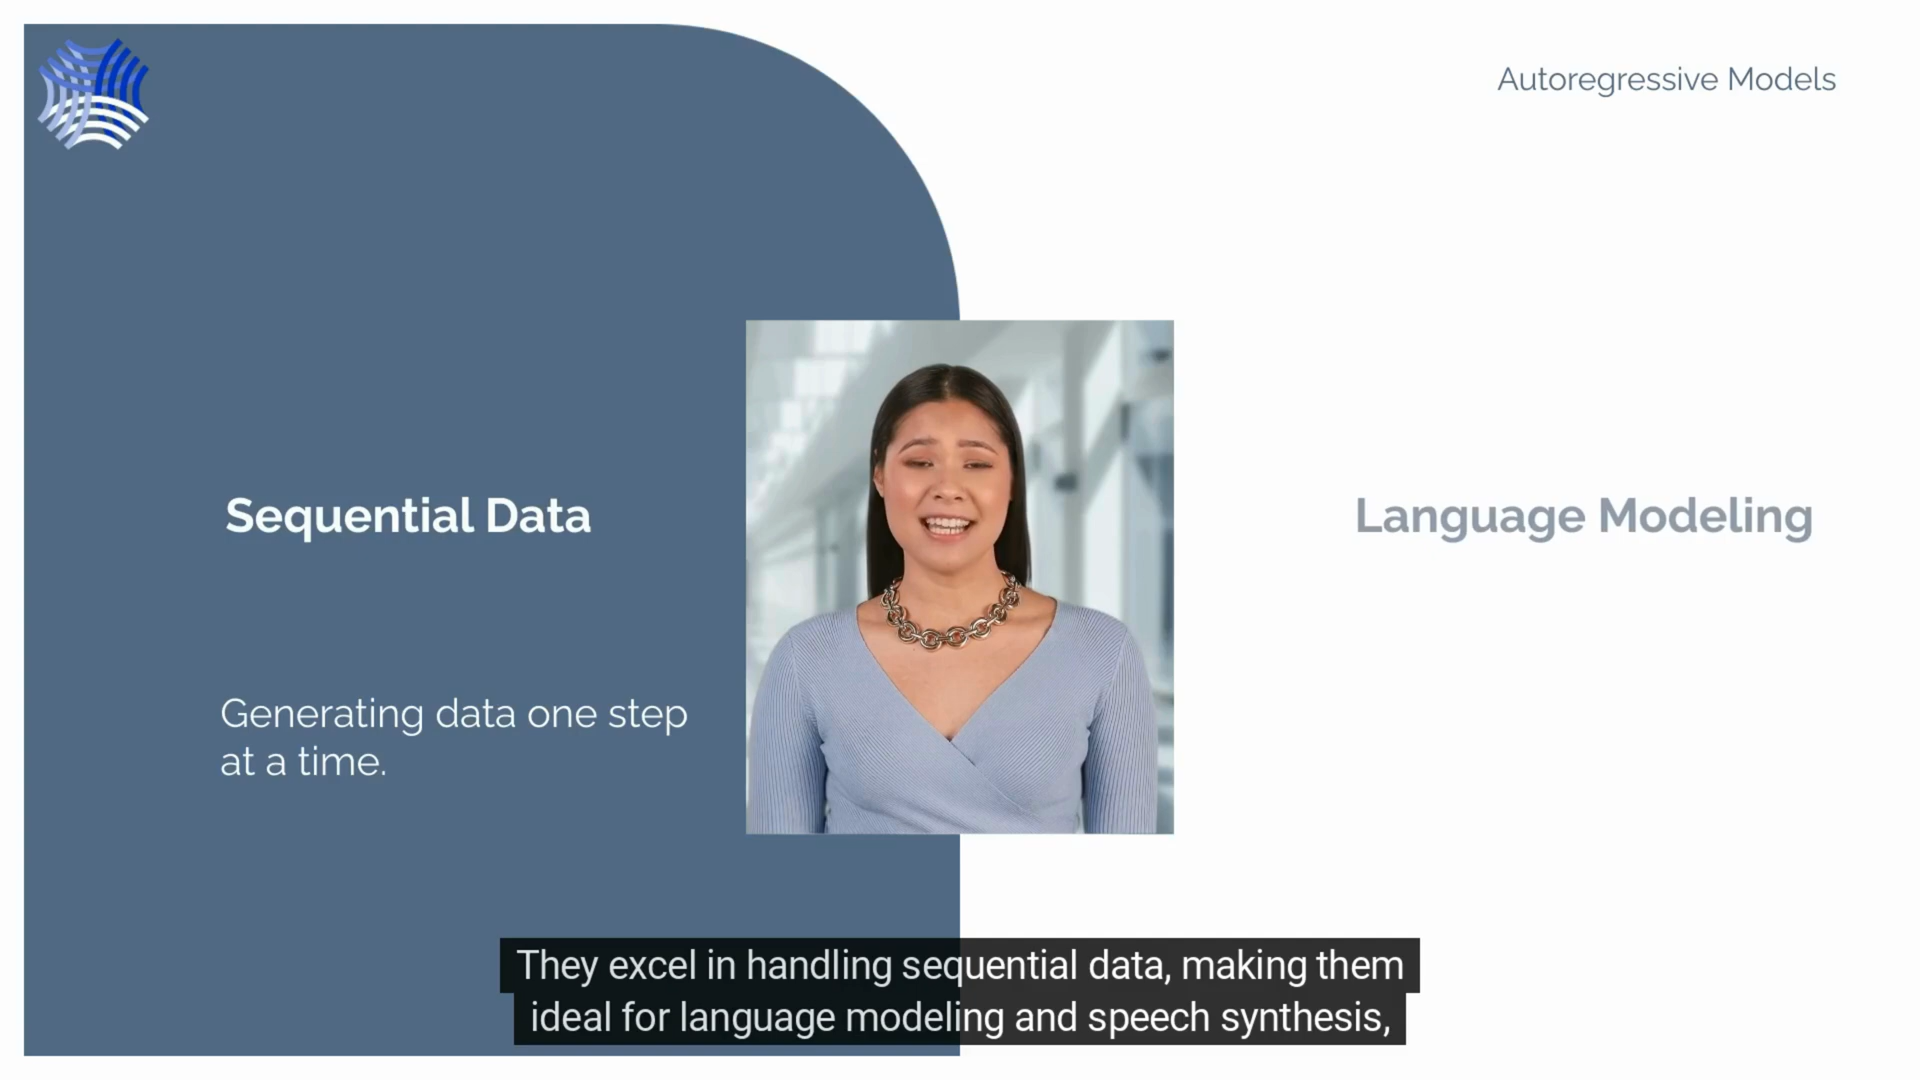 Autoregressive Models
Sequential Data
Language Modeling
Generating data one step
at a time.
They excel in handling sequential data, making them
ideal for language modeling and speech synthesis,